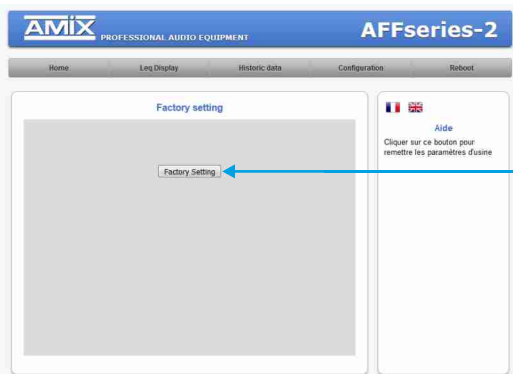 AMIX PROFESSIONAL AUDIO EQUIPMENT
AFFseries-2
Home Leq Display Historic data Configuration Reboot
Factory setting
Factory Setting
Aide
Cliquer sur ce bouton pour
remettre les paramètres d'usine